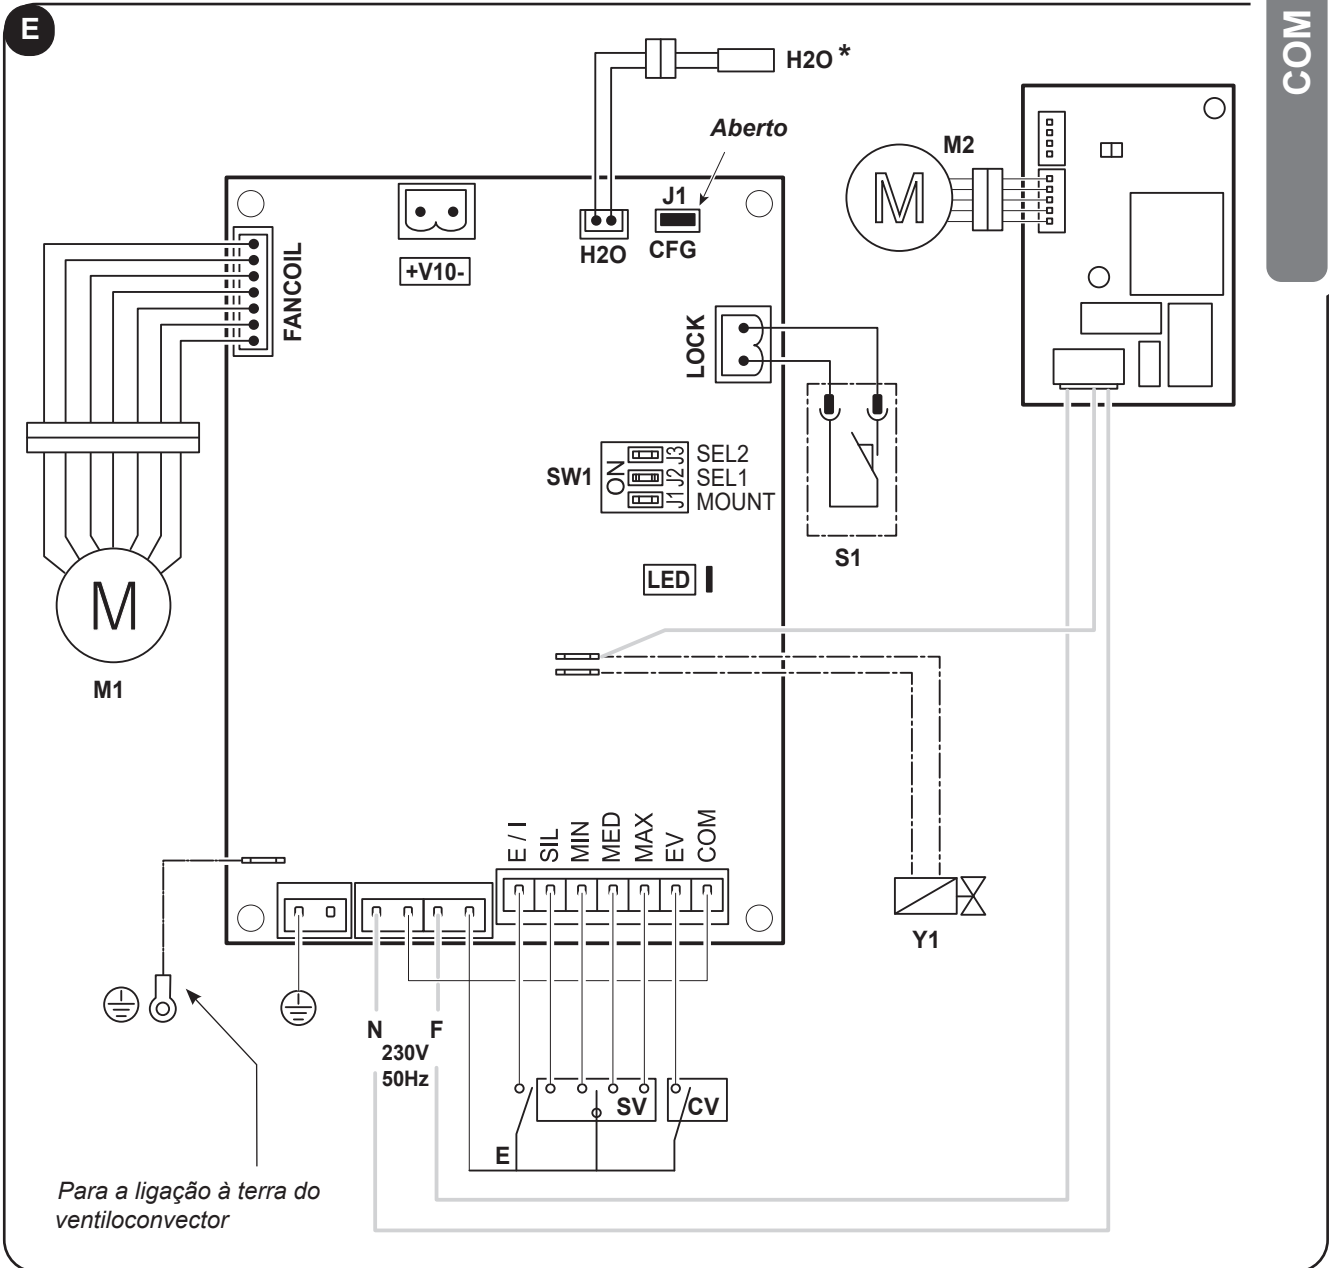 E
COM
H2O *
Aberto
M2
M
J1
CFG
H2O
+V10-
FANCOIL
LOCK
SW1
ON
J3 SEL2
J2 SEL1
J1 MOUNT
S1
LED
M
M1
E / I
SIL
MIN
MED
MAX
EV
COM
Y1
N F
230V
50Hz
SV
CV
E
Para a ligação à terra do
ventiloconvector